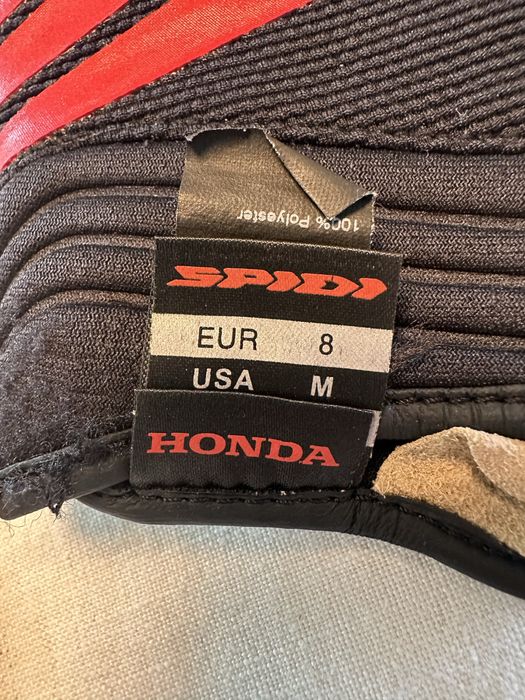 100% Polyester
SPIDI
EUR 8
USA M
HONDA